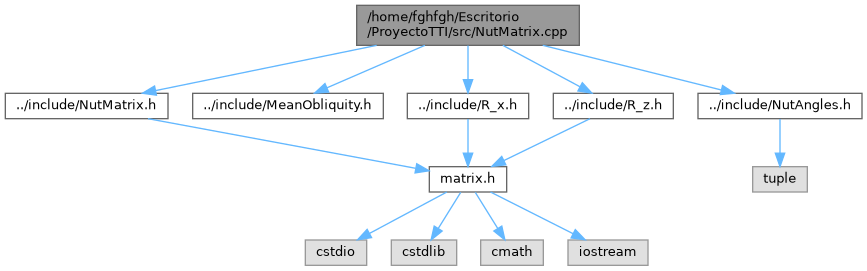 /home/fghfgh/Escritorio
/ProyectoTTI/src/NutMatrix.cpp
../include/NutMatrix.h
../include/MeanObliquity.h
../include/R_x.h
../include/R_z.h
../include/NutAngles.h
matrix.h
tuple
cstdio
cstdlib
cmath
iostream